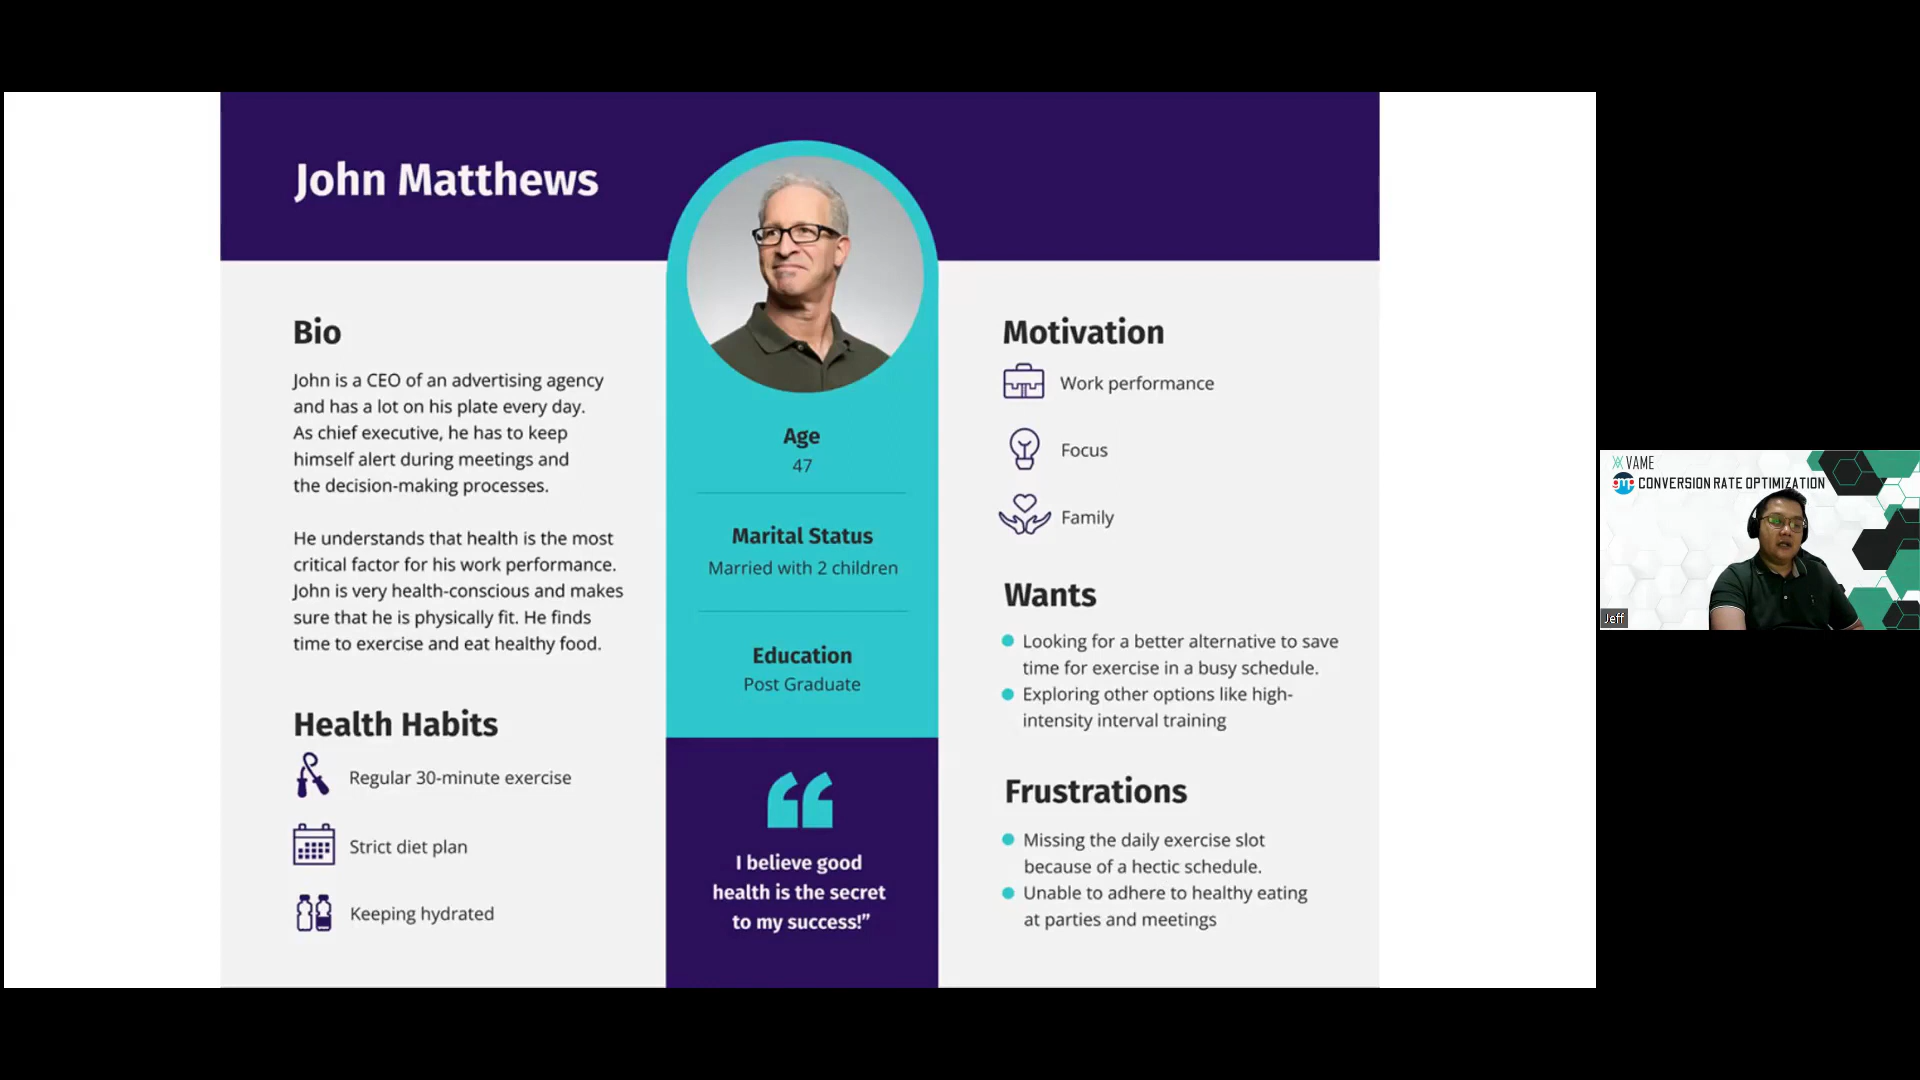 John Matthews
Bio
John is a CEO of an advertising agency
and has a lot on his plate every day.
As chief executive, he has to keep
himself alert during meetings and
the decision-making processes.
He understands that health is the most
critical factor for his work performance.
John is very health-conscious and makes
sure that he is physically fit. He finds
time to exercise and eat healthy food.
Health Habits
Regular 30-minute exercise
Strict diet plan
Keeping hydrated
Age
47
Marital Status
Married with 2 children
Education
Post Graduate
“
I believe good
health is the secret
to my success!”
Motivation
Work performance
Focus
Family
Wants
Looking for a better alternative to save
time for exercise in a busy schedule.
Exploring other options like high-
intensity interval training
Frustrations
Missing the daily exercise slot
because of a hectic schedule.
Unable to adhere to healthy eating
at parties and meetings
VAME
gmp CONVERSION RATE OPTIMIZATION
Jeff